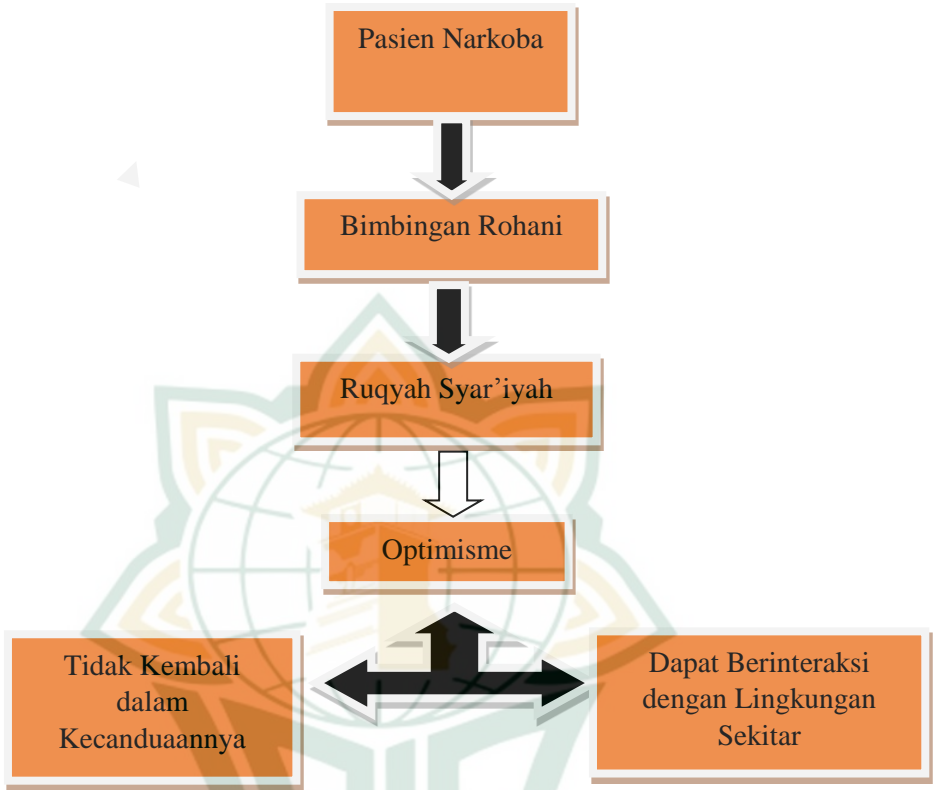 Pasien Narkoba
Bimbingan Rohani
Ruqyah Syar’iyah
Optimisme
Tidak Kembali
dalam
Kecanduaannya
Dapat Berinteraksi
dengan Lingkungan
Sekitar